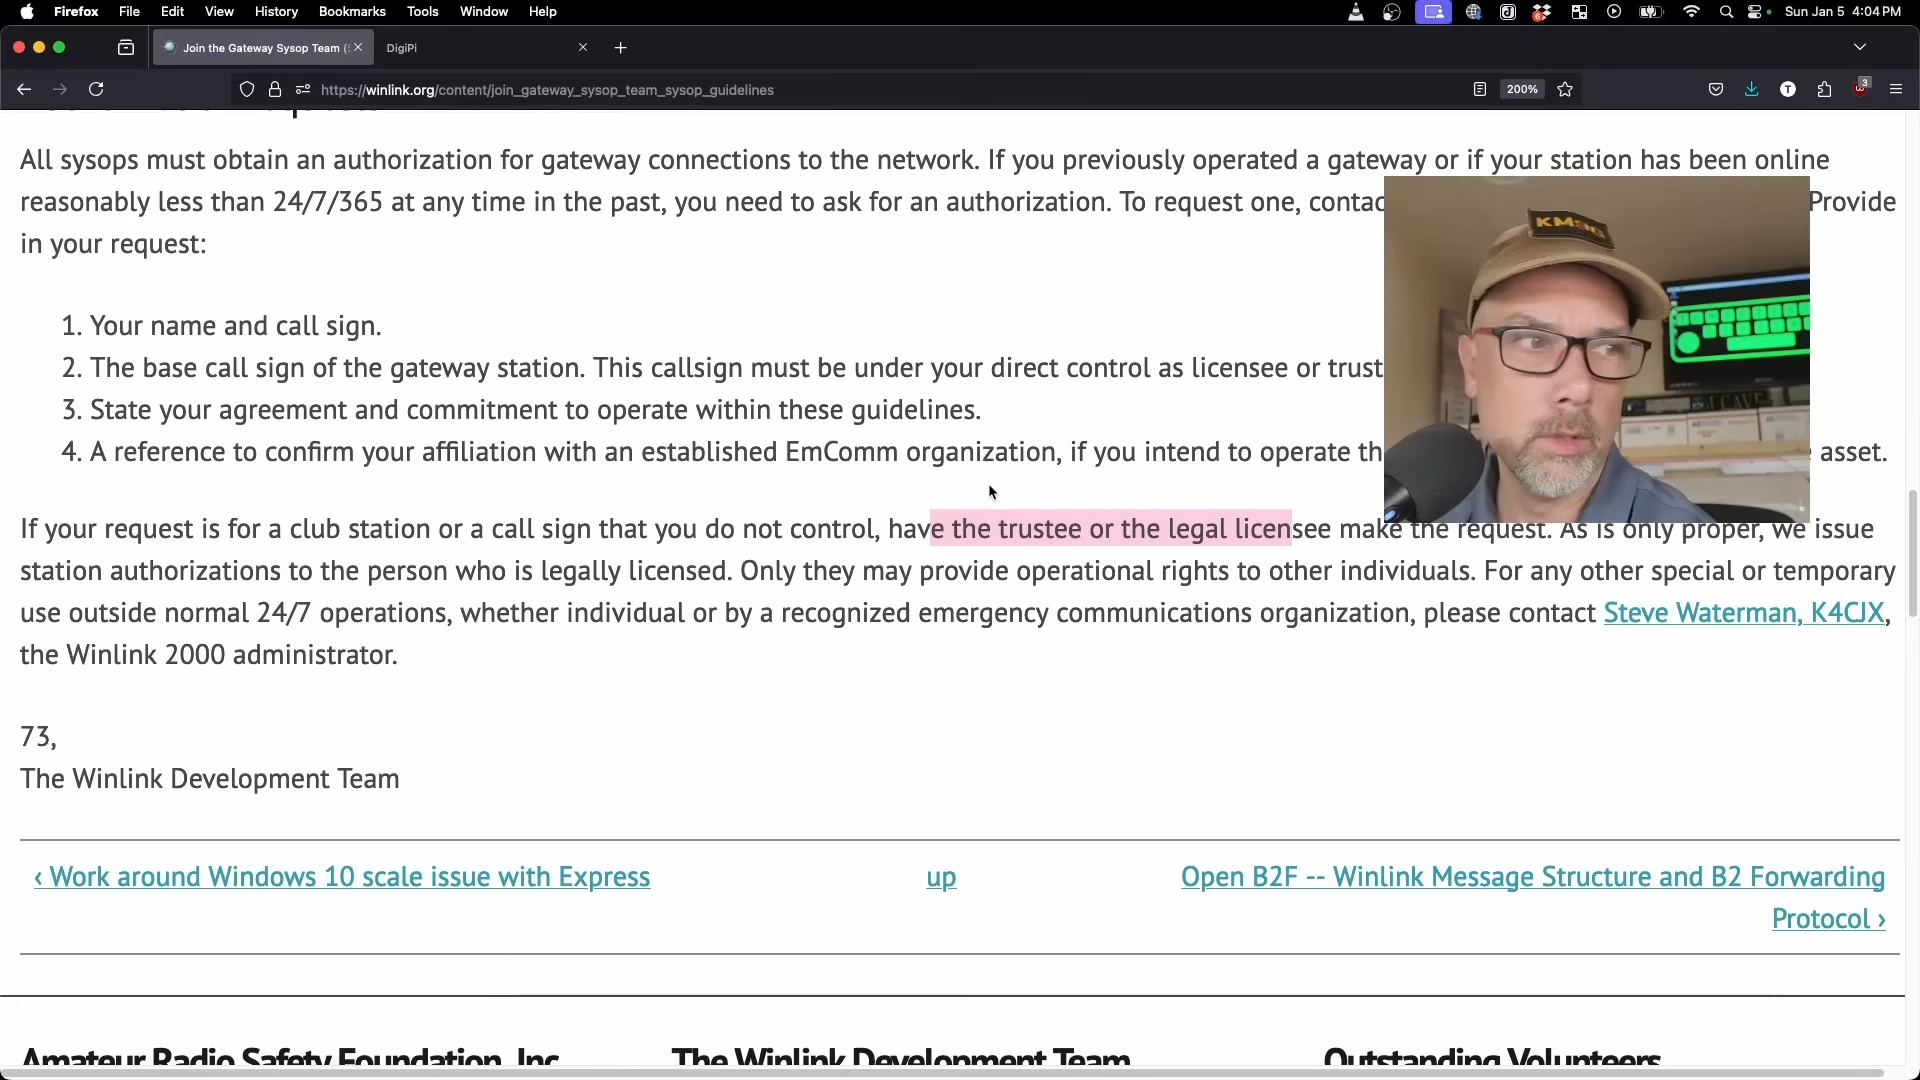 Firefox File Edit View History Bookmarks Tools Window Help Sun Jan 5 4:04 PM
Join the Gateway Sysop Team ( DigiPi
https://winlink.org/content/join_gateway_sysop_team_sysop_guidelines 200% 3
All sysops must obtain an authorization for gateway connections to the network. If you previously operated a gateway or if your station has been online
reasonably less than 24/7/365 at any time in the past, you need to ask for an authorization. To request one, contac Provide
in your request:
1. Your name and call sign.
2. The base call sign of the gateway station. This callsign must be under your direct control as licensee or trust
3. State your agreement and commitment to operate within these guidelines.
4. A reference to confirm your affiliation with an established EmComm organization, if you intend to operate th asset.
If your request is for a club station or a call sign that you do not control, have the trustee or the legal licensee make the request. As is only proper, we issue
station authorizations to the person who is legally licensed. Only they may provide operational rights to other individuals. For any other special or temporary
use outside normal 24/7 operations, whether individual or by a recognized emergency communications organization, please contact Steve Waterman, K4CJX,
the Winlink 2000 administrator.
73,
The Winlink Development Team
‹ Work around Windows 10 scale issue with Express
up
Open B2F -- Winlink Message Structure and B2 Forwarding
Protocol ›
Amateur Radio Safety Foundation, Inc
The Winlink Development Team
Outstanding Volunteers